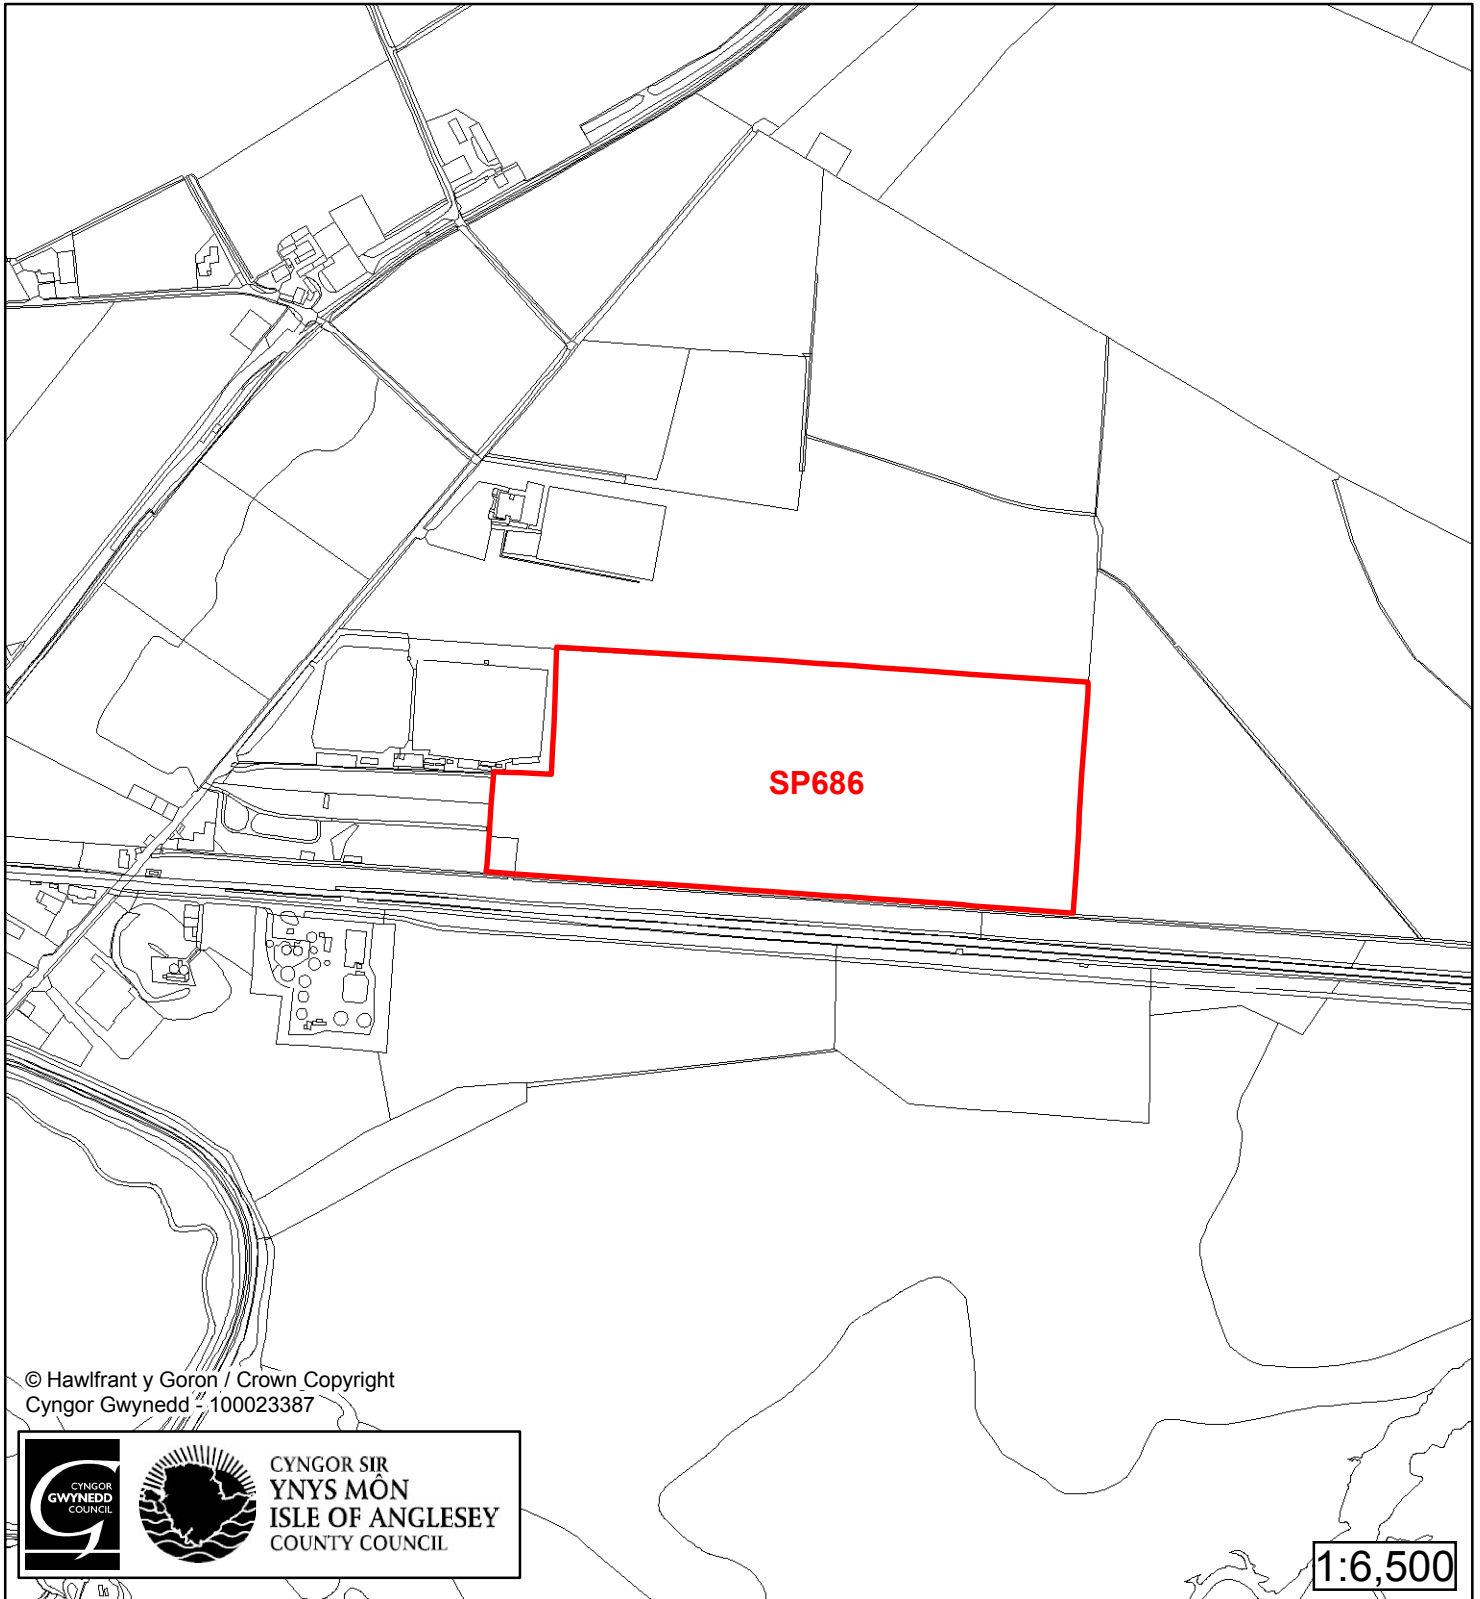 SP686
© Hawlfrant y Goron / Crown Copyright
Cyngor Gwynedd - 100023387
CYNGOR
GWYNEDD
COUNCIL
CYNGOR SIR
YNYS MÔN
ISLE OF ANGLESEY
COUNTY COUNCIL
1:6,500